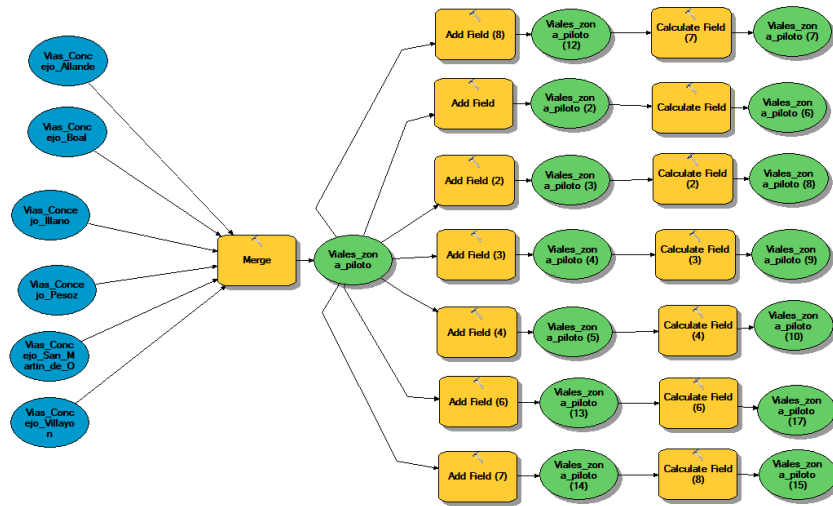 Vias_Conc
ejo_Allande
Vias_Conc
ejo_Boal
Vias_Conce
jo_Illano
Vias_Conce
jo_Pesoz
Vias_Conc
ejo_San_M
artin_de_O
Vias_Conc
ejo_Villayo
n
Merge
Viales_zon
a_piloto
Add Field (8)
Viales_zon
a_piloto
(12)
Calculate Field
(7)
Viales_zon
a_piloto (7)
Add Field
Viales_zon
a_piloto (2)
Calculate Field
Viales_zon
a_piloto (6)
Add Field (2)
Viales_zon
a_piloto (3)
Calculate Field
(2)
Viales_zon
a_piloto (8)
Add Field (3)
Viales_zon
a_piloto (4)
Calculate Field
(3)
Viales_zon
a_piloto (9)
Add Field (4)
Viales_zon
a_piloto (5)
Calculate Field
(4)
Viales_zon
a_piloto
(10)
Add Field (6)
Viales_zon
a_piloto
(13)
Calculate Field
(6)
Viales_zon
a_piloto
(17)
Add Field (7)
Viales_zon
a_piloto
(14)
Calculate Field
(8)
Viales_zon
a_piloto
(15)